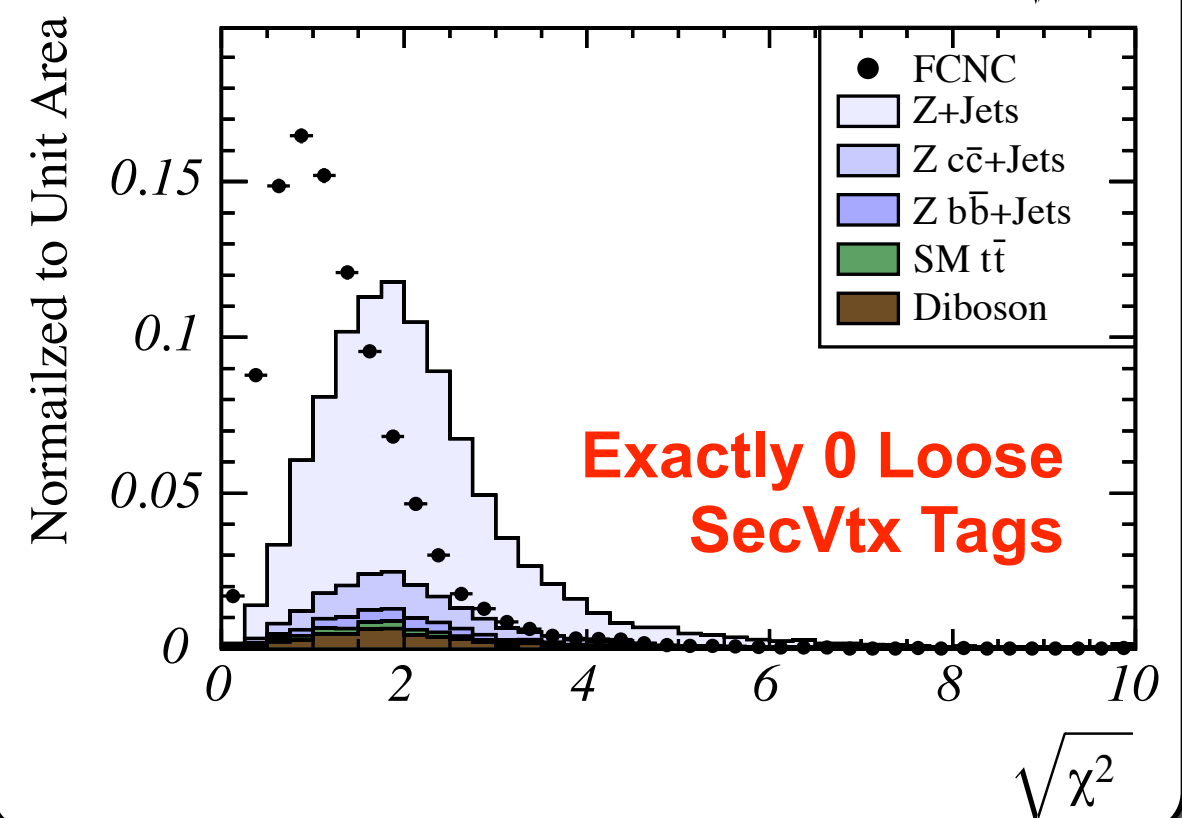 Normailzed to Unit Area
0.15
0.1
0.05
0
FCNC
Z+Jets
Z cc̄+Jets
Z bb̄+Jets
SM tt̄
Diboson
Exactly 0 Loose
SecVtx Tags
0 2 4 6 8 10
√χ²